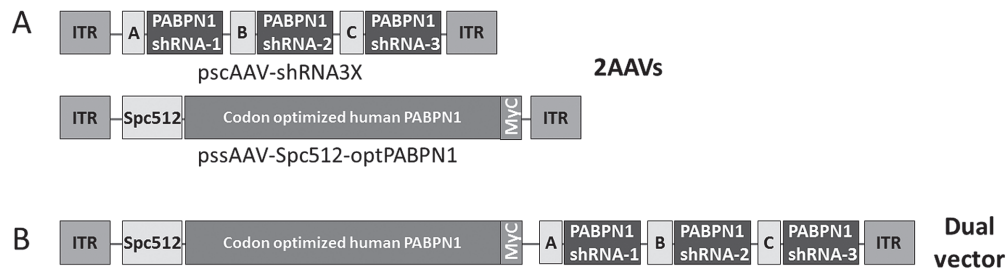 A
ITR A PABPN1 B PABPN1 C PABPN1 ITR
shRNA-1 shRNA-2 shRNA-3
pscAAV-shRNA3X
2AAVs
ITR Spc512 Codon optimized human PABPN1 MyC ITR
pssAAV-Spc512-optPABPN1
B
ITR Spc512 Codon optimized human PABPN1 MyC A PABPN1 B PABPN1 C PABPN1 ITR
shRNA-1 shRNA-2 shRNA-3
Dual
vector